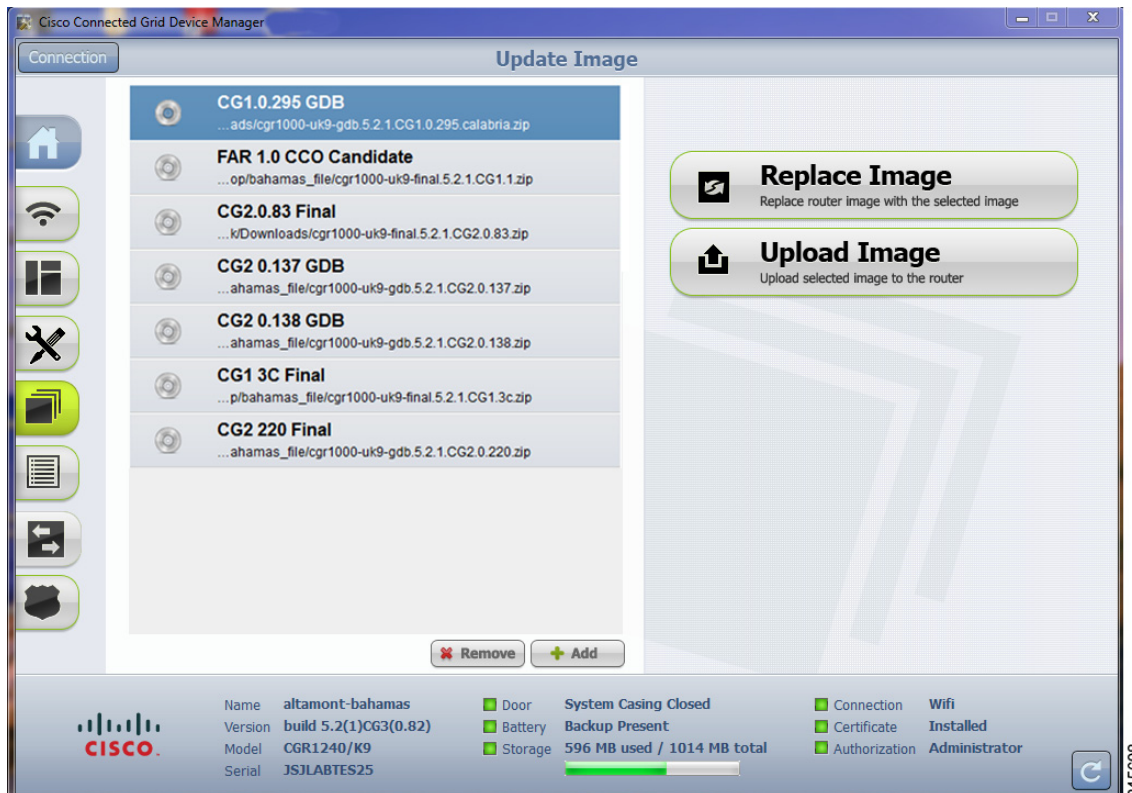 Cisco Connected Grid Device Manager
Connection
Update Image
CG1.0.295 GDB
...ads/cgr1000-uk9-gdb.5.2.1.CG1.0.295.calabria.zip
FAR 1.0 CCO Candidate
...op/bahamas_file/cgr1000-uk9-final.5.2.1.CG1.1.zip
CG2.0.83 Final
...k/Downloads/cgr1000-uk9-final.5.2.1.CG2.0.83.zip
CG2 0.137 GDB
...ahamas_file/cgr1000-uk9-gdb.5.2.1.CG2.0.137.zip
CG2 0.138 GDB
...ahamas_file/cgr1000-uk9-gdb.5.2.1.CG2.0.138.zip
CG1 3C Final
...p/bahamas_file/cgr1000-uk9-final.5.2.1.CG1.3c.zip
CG2 220 Final
...ahamas_file/cgr1000-uk9-gdb.5.2.1.CG2.0.220.zip
Remove
Add
Replace Image
Replace router image with the selected image
Upload Image
Upload selected image to the router
CISCO.
Name altamont-bahamas
Version build 5.2(1)CG3(0.82)
Model CGR1240/K9
Serial JSJLABTES25
Door System Casing Closed
Battery Backup Present
Storage 596 MB used / 1014 MB total
Connection Wifi
Certificate Installed
Authorization Administrator